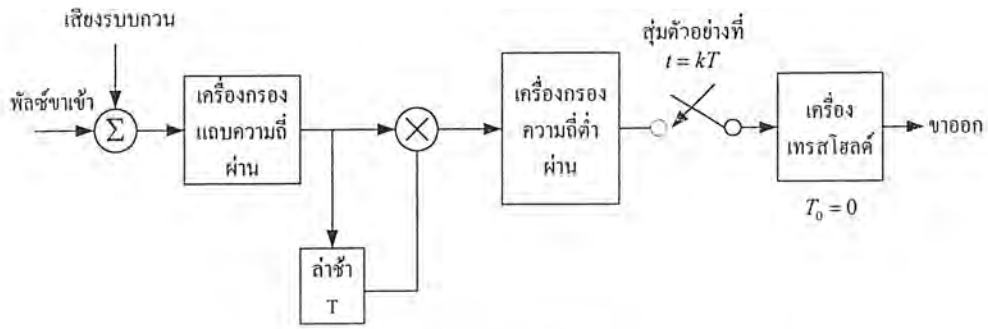 เสียงรบบกวน
พัลซ์ขาเข้า
Σ
เครื่องกรอง
แถบความถี่
ผ่าน
ล่าช้า
T
เครื่องกรอง
ความถี่ต่ำ
ผ่าน
สุ่มตัวอย่างที่
t = kT
เครื่อง
เทรสโฮลด์
T₀ = 0
ขาออก